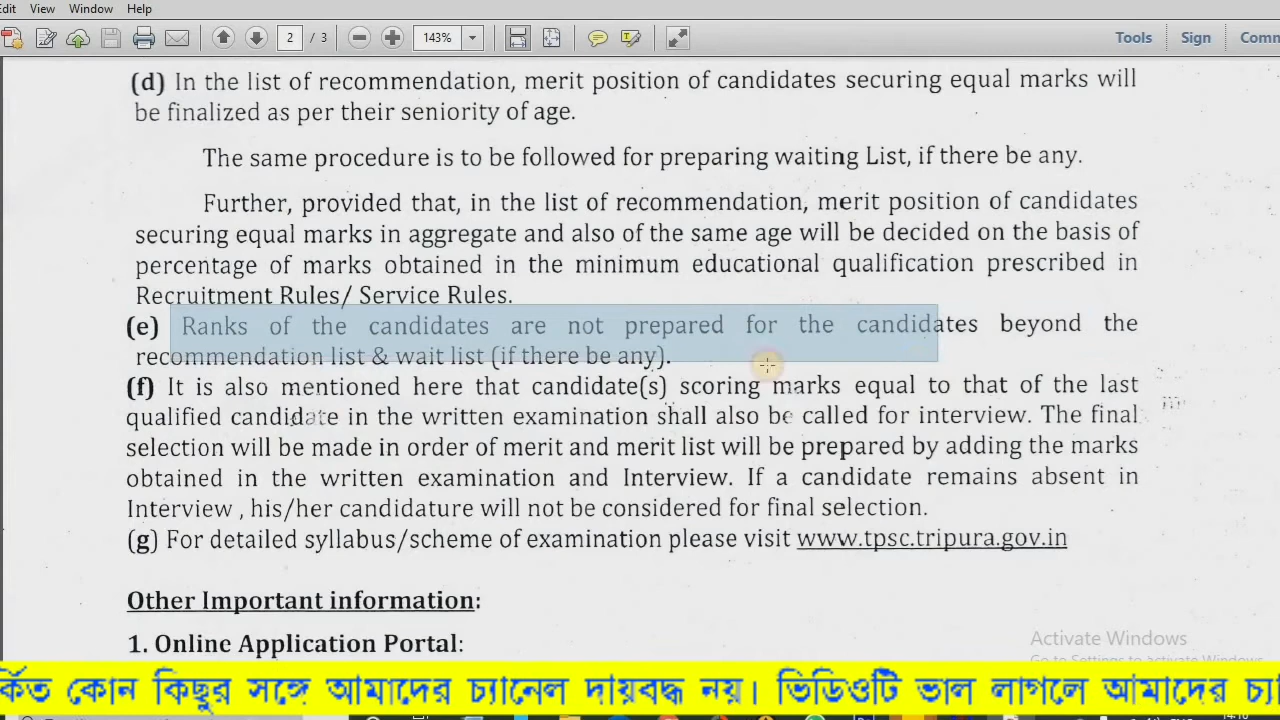 Edit View Window Help
2 / 3 143% Tools Sign
(d) In the list of recommendation, merit position of candidates securing equal marks will
be finalized as per their seniority of age.
The same procedure is to be followed for preparing waiting List, if there be any.
Further, provided that, in the list of recommendation, merit position of candidates
securing equal marks in aggregate and also of the same age will be decided on the basis of
percentage of marks obtained in the minimum educational qualification prescribed in
Recruitment Rules/ Service Rules.
(e) Ranks of the candidates are not prepared for the candidates beyond the
recommendation list & wait list (if there be any).
(f) It is also mentioned here that candidate(s) scoring marks equal to that of the last
qualified candidate in the written examination shall also be called for interview. The final
selection will be made in order of merit and merit list will be prepared by adding the marks
obtained in the written examination and Interview. If a candidate remains absent in
Interview , his/her candidature will not be considered for final selection.
(g) For detailed syllabus/scheme of examination please visit www.tpsc.tripura.gov.in
Other Important information:
1. Online Application Portal:
Activate Windows
কোন কিছুর সঙ্গে আমাদের চ্যানেল দায়বদ্ধ নয়। ভিডিওটি ভাল লাগলে আমাদের